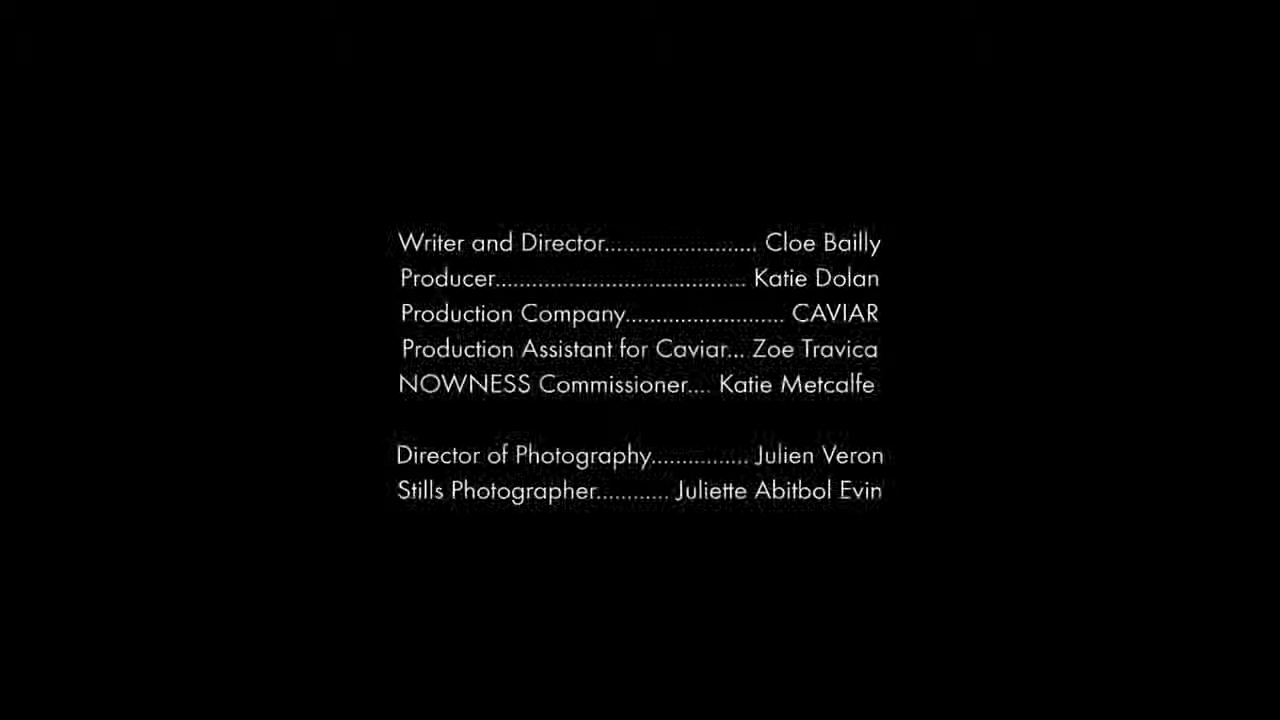 Writer and Director......................... Cloe Bailly
Producer......................................... Katie Dolan
Production Company.......................... CAVIAR
Production Assistant for Caviar... Zoe Travica
NOWNESS Commissioner.... Katie Metcalfe
Director of Photography................ Julien Veron
Stills Photographer............ Juliette Abitbol Evin